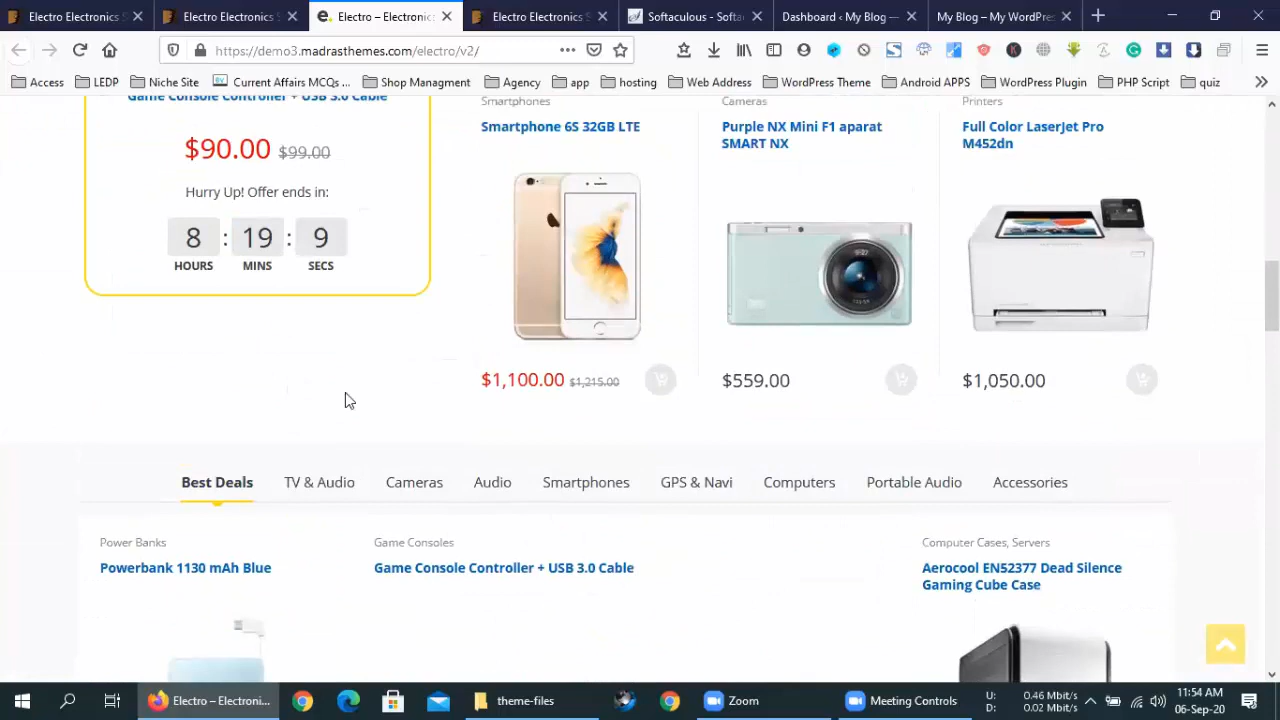 Electro Electronics S
Electro Electronics S
Electro – Electronics
Electro Electronics S
Softaculous - Softa
Dashboard ‹ My Blog —
My Blog – My WordPres
https://demo3.madrasthemes.com/electro/v2/
Access
LEDP
Niche Site
Current Affairs MCQs ...
Shop Managment
Agency
app
hosting
Web Address
WordPress Theme
Android APPS
WordPress Plugin
PHP Script
quiz
Game Console Controller + USB 3.0 Cable
$90.00 $99.00
Hurry Up! Offer ends in:
8 : 19 : 9
HOURS MINS SECS
Smartphones
Smartphone 6S 32GB LTE
$1,100.00 $1,215.00
Cameras
Purple NX Mini F1 aparat
SMART NX
$559.00
Printers
Full Color LaserJet Pro
M452dn
$1,050.00
Best Deals TV & Audio Cameras Audio Smartphones GPS & Navi Computers Portable Audio Accessories
Power Banks
Powerbank 1130 mAh Blue
Game Consoles
Game Console Controller + USB 3.0 Cable
Computer Cases, Servers
Aerocool EN52377 Dead Silence
Gaming Cube Case
Electro – Electroni...
theme-files
Zoom
Meeting Controls
U: 0.46 Mbit/s
D: 0.02 Mbit/s
11:54 AM
06-Sep-20